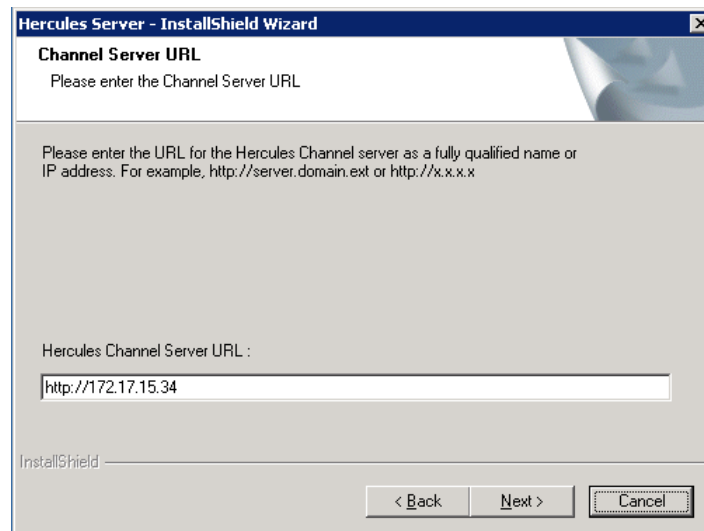 Hercules Server - InstallShield Wizard
Channel Server URL
Please enter the Channel Server URL
Please enter the URL for the Hercules Channel server as a fully qualified name or
IP address. For example, http://server.domain.ext or http://x.x.x.x
Hercules Channel Server URL :
http://172.17.15.34
InstallShield
< Back Next > Cancel